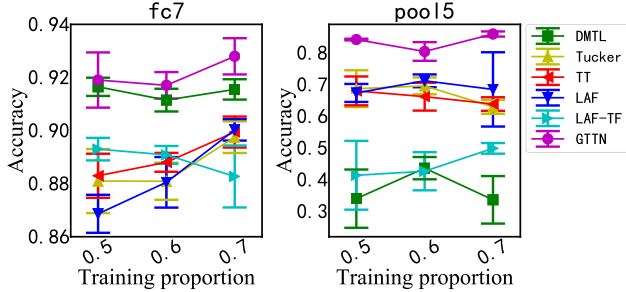 fc7
Accuracy
0.94
0.92
0.90
0.88
0.86
0.5
0.6
0.7
Training proportion
pool5
Accuracy
0.8
0.7
0.6
0.5
0.4
0.3
0.5
0.6
0.7
Training proportion
DMTL
Tucker
TT
LAF
LAF-TF
GTTN